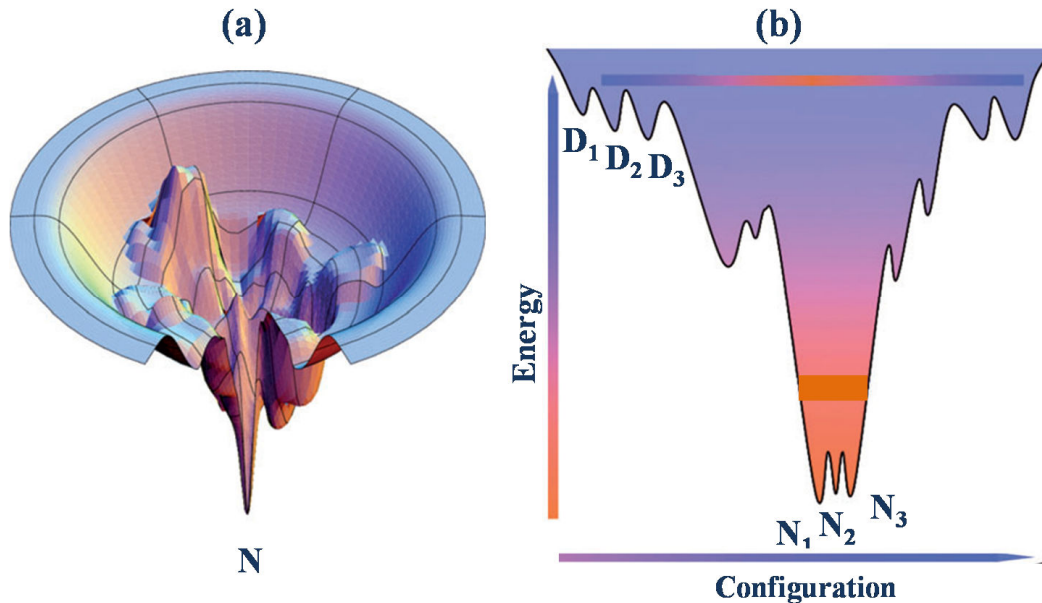 (a)
(b)
D₁ D₂ D₃
Energy
N
N₁ N₂ N₃
Configuration